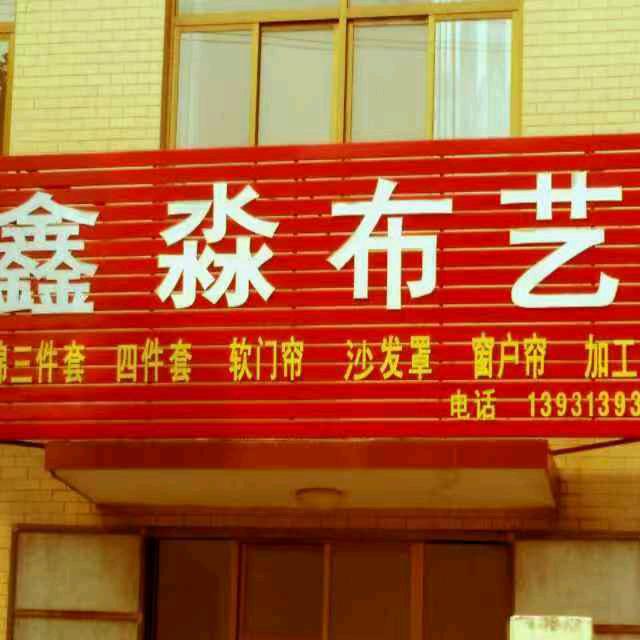 鑫淼布艺
三件套 四件套 软门帘 沙发罩 窗户帘 加工
电话 13931393